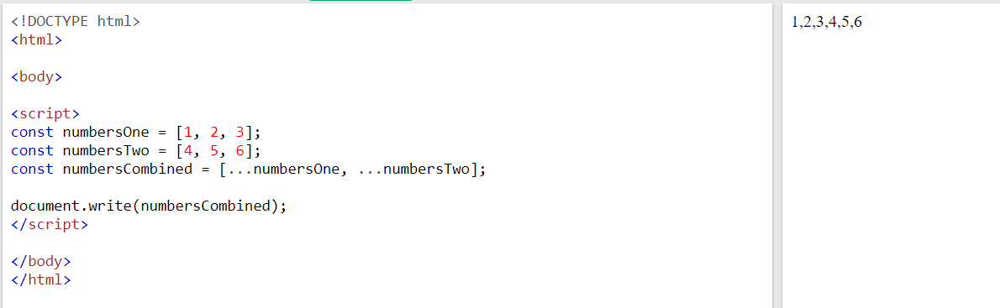 <!DOCTYPE html>
<html>
<body>
<script>
const numbersOne = [1, 2, 3];
const numbersTwo = [4, 5, 6];
const numbersCombined = [...numbersOne, ...numbersTwo];
document.write(numbersCombined);
</script>
</body>
</html>
1,2,3,4,5,6